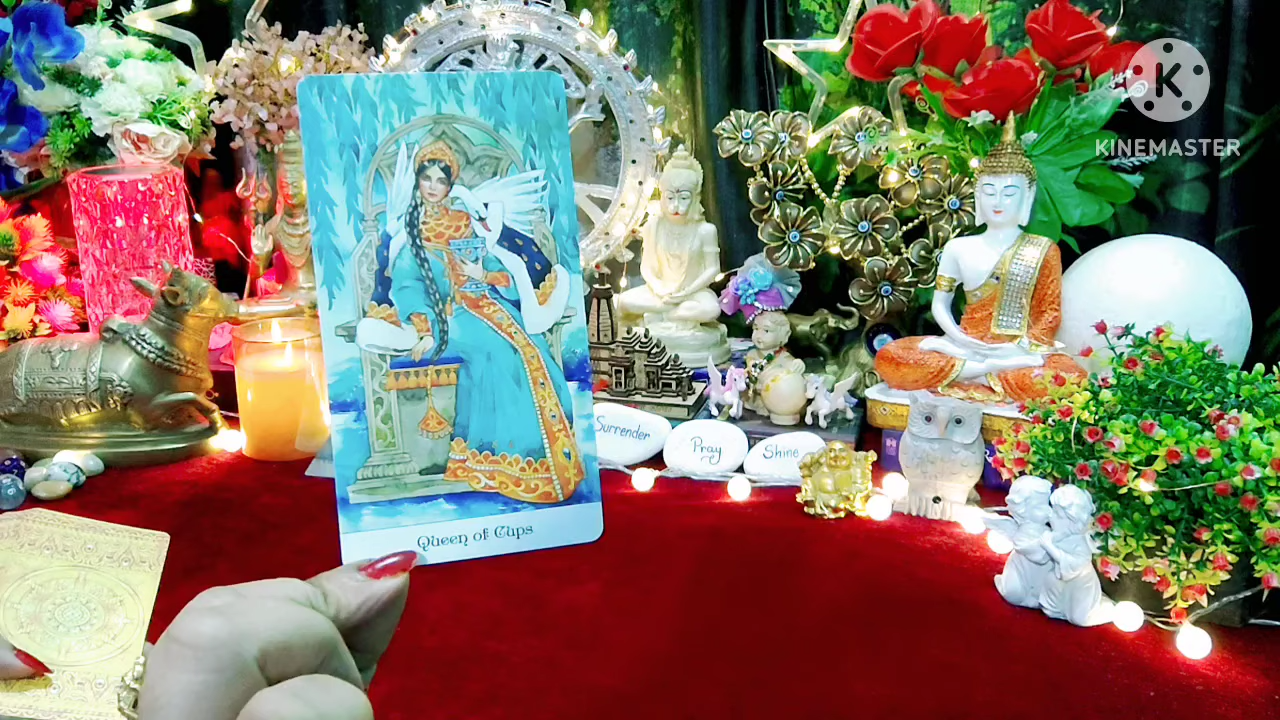 K
KINEMASTER
Surrender
Pray
Shine
Queen of Cups